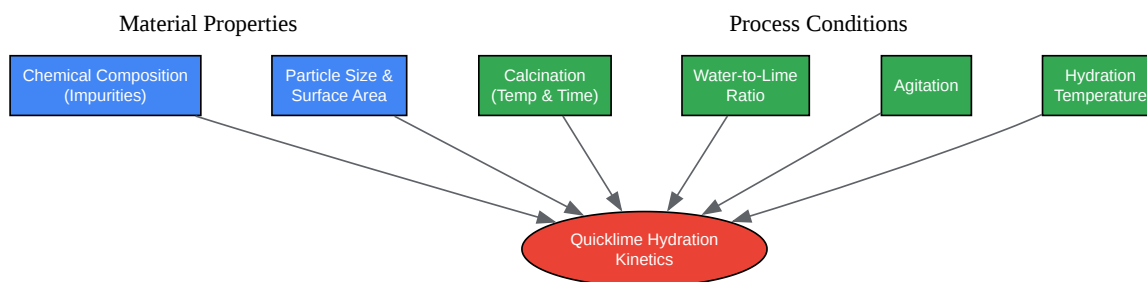 Material Properties
Process Conditions
Chemical Composition
(Impurities)
Particle Size &
Surface Area
Calcination
(Temp & Time)
Water-to-Lime
Ratio
Agitation
Hydration
Temperature
Quicklime Hydration
Kinetics